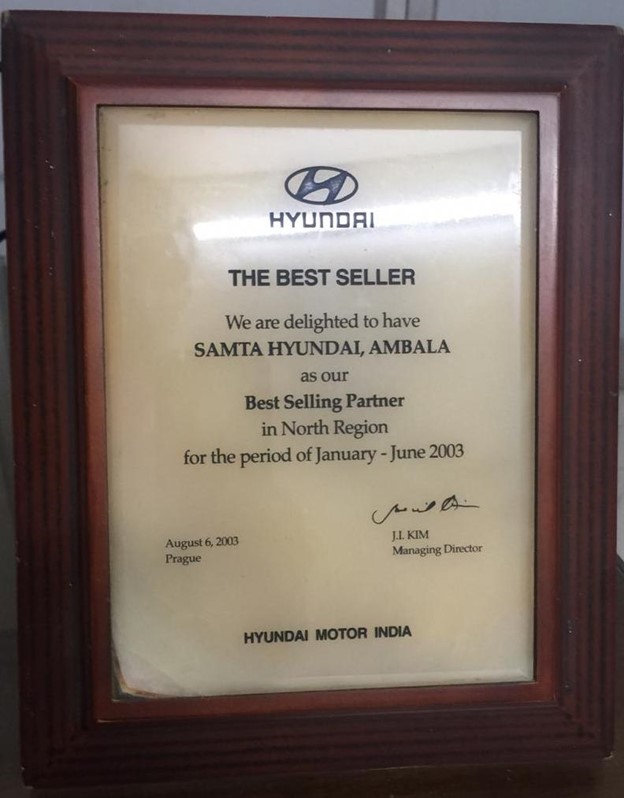 HYUNDAI
THE BEST SELLER
We are delighted to have
SAMTA HYUNDAI, AMBALA
as our
Best Selling Partner
in North Region
for the period of January - June 2003
August 6, 2003
Prague
J.I. KIM
Managing Director
HYUNDAI MOTOR INDIA